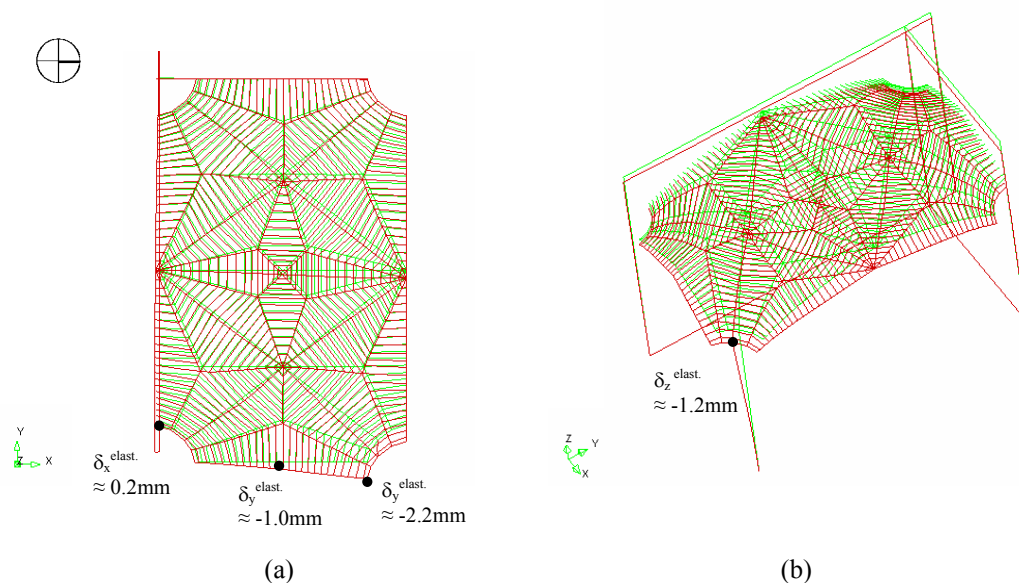 Y
Z
X
δx elast.
≈ 0.2mm
δy elast.
≈ -1.0mm
δy elast.
≈ -2.2mm
(a)
δz elast.
≈ -1.2mm
Z
Y
X
(b)